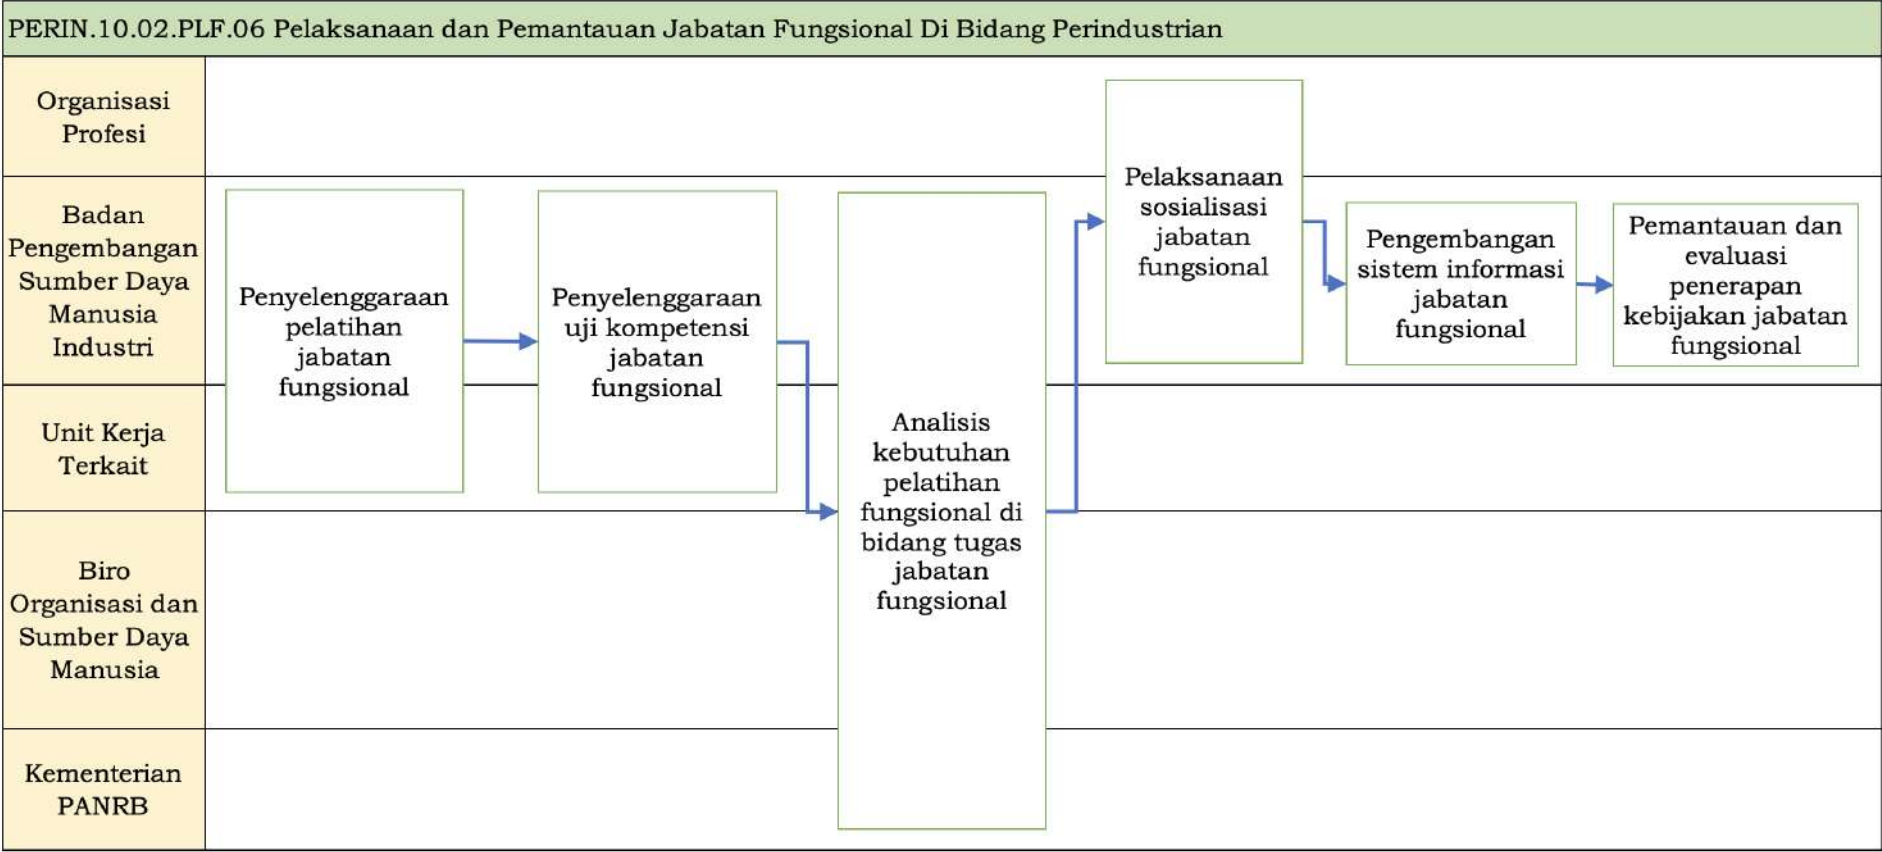 PERIN.10.02.PLF.06 Pelaksanaan dan Pemantauan Jabatan Fungsional Di Bidang Perindustrian
Organisasi
Profesi
Badan
Pengembangan
Sumber Daya
Manusia
Industri
Unit Kerja
Terkait
Biro
Organisasi dan
Sumber Daya
Manusia
Kementerian
PANRB
Penyelenggaraan
pelatihan
jabatan
fungsional
Penyelenggaraan
uji kompetensi
jabatan
fungsional
Analisis
kebutuhan
pelatihan
fungsional di
bidang tugas
jabatan
fungsional
Pelaksanaan
sosialisasi
jabatan
fungsional
Pengembangan
sistem informasi
jabatan
fungsional
Pemantauan dan
evaluasi
penerapan
kebijakan jabatan
fungsional